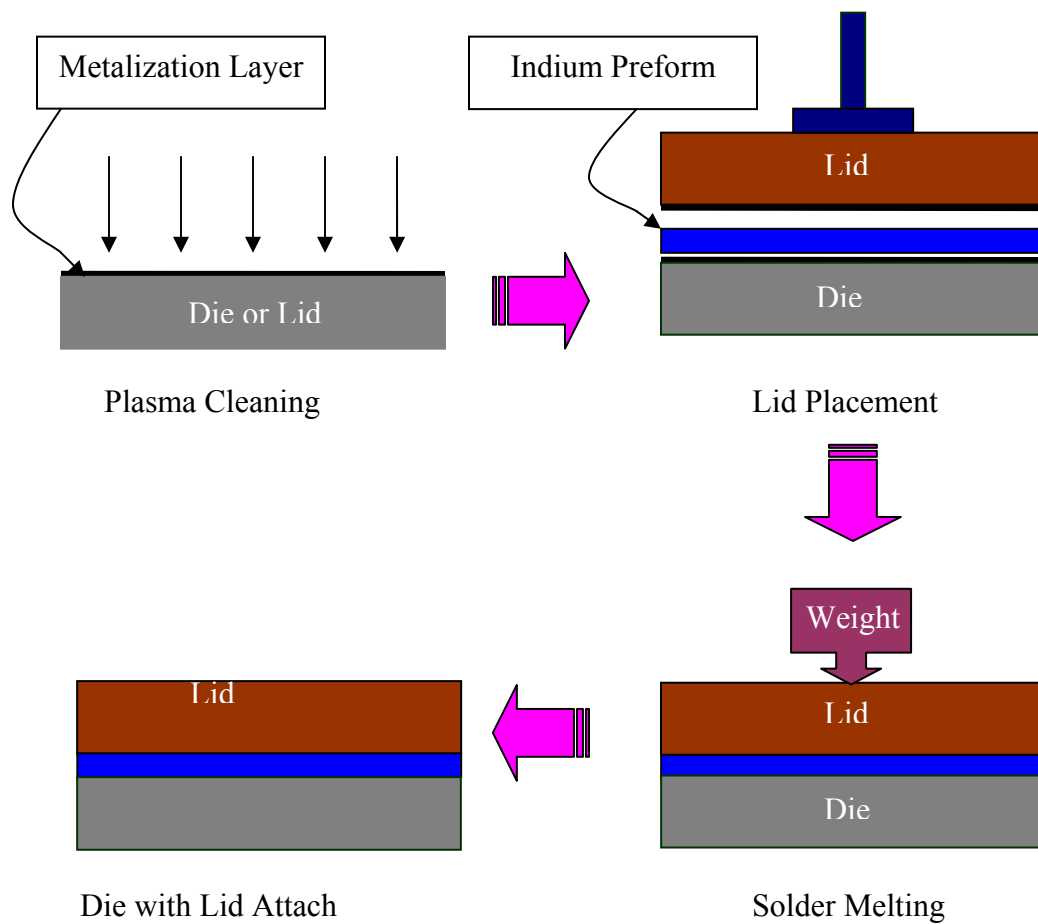 Metalization Layer
Indium Preform
Lid
Die or Lid
Die
Plasma Cleaning
Lid Placement
Weight
Lid
Lid
Die
Die with Lid Attach
Solder Melting